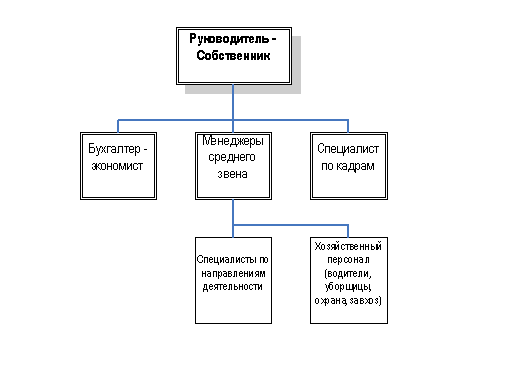 Руководитель -
Собственник
Бухгалтер -
экономист
Менеджеры
среднего
звена
Специалист
по кадрам
Специалисты по
направлениям
деятельности
Хозяйственный
персонал
(водители,
уборщицы,
охрана, завхоз)